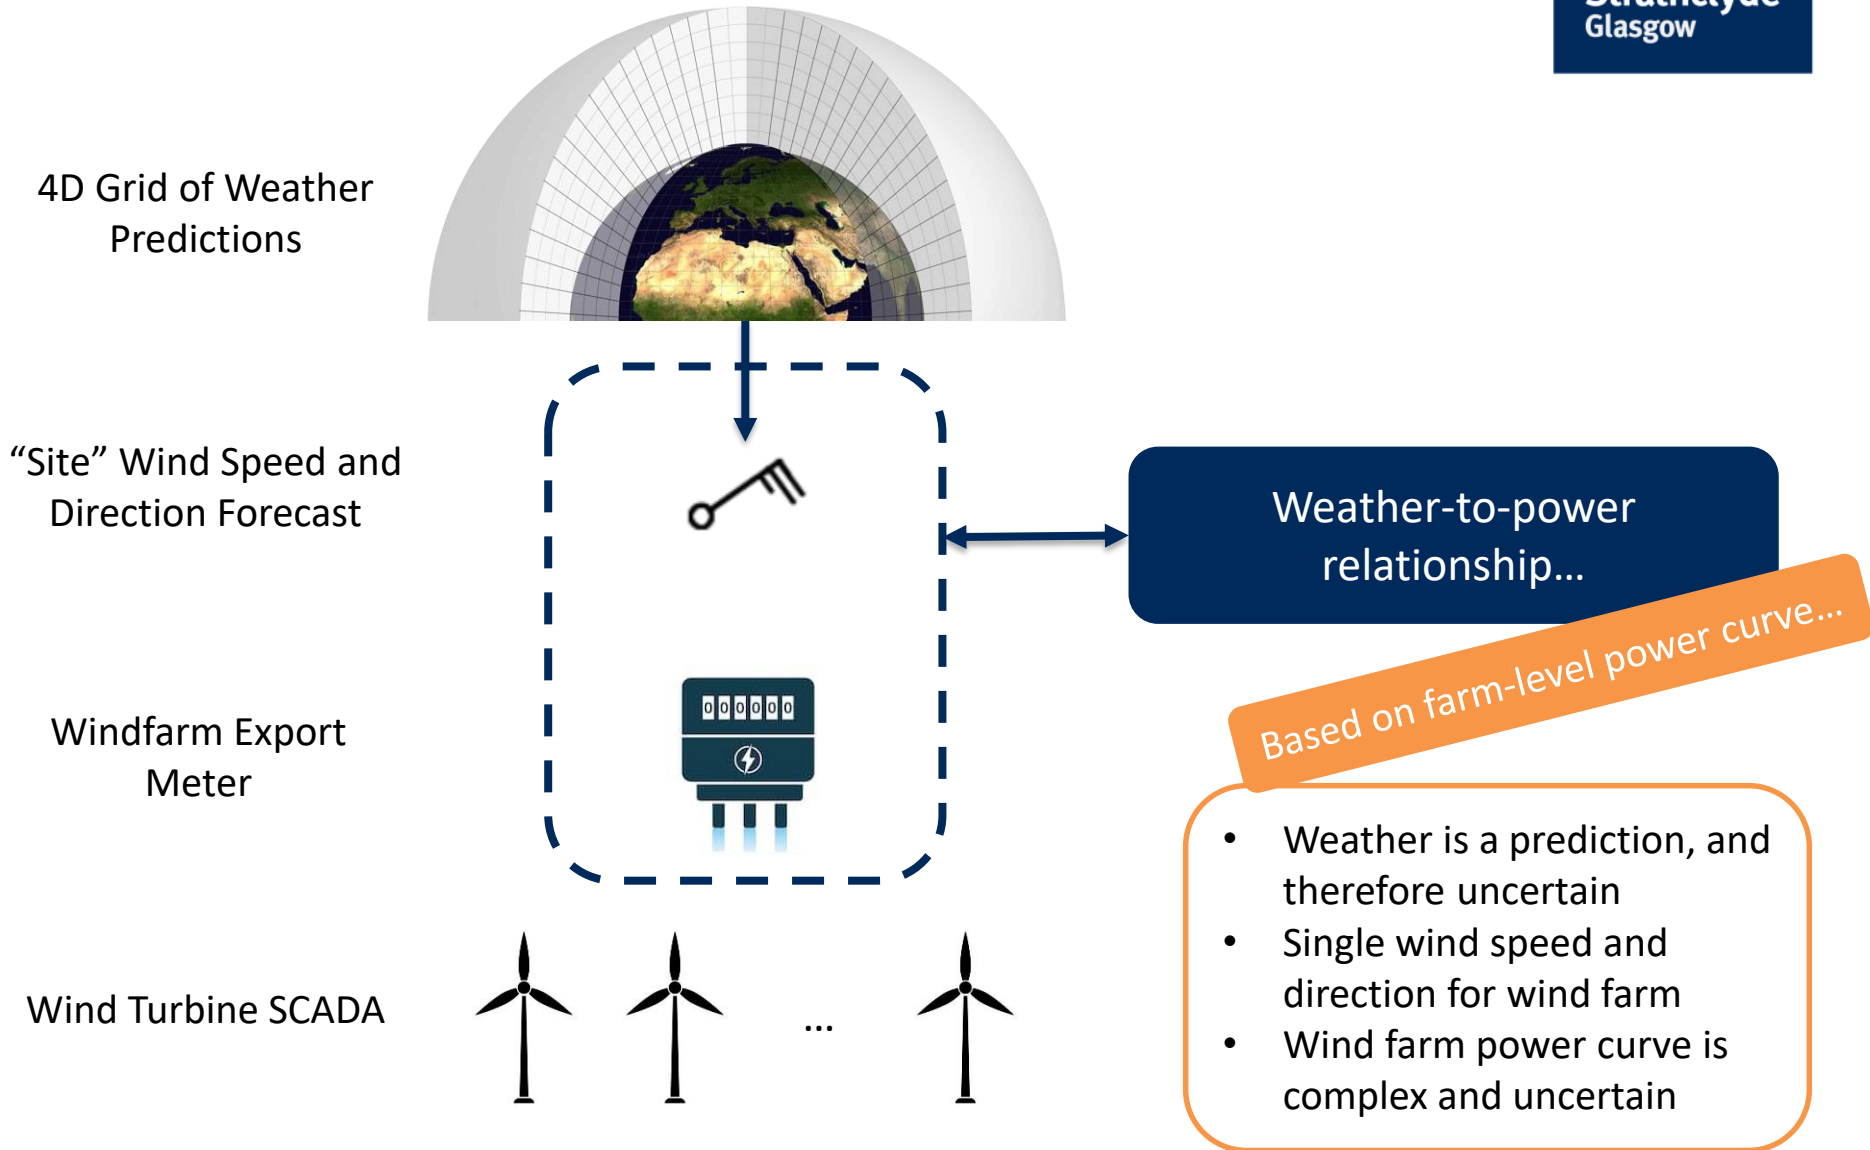 Strathclyde
Glasgow
4D Grid of Weather
Predictions
“Site” Wind Speed and
Direction Forecast
Weather-to-power
relationship...
Based on farm-level power curve...
000000
Windfarm Export
Meter
• Weather is a prediction, and
therefore uncertain
• Single wind speed and
direction for wind farm
• Wind farm power curve is
complex and uncertain
Wind Turbine SCADA
...